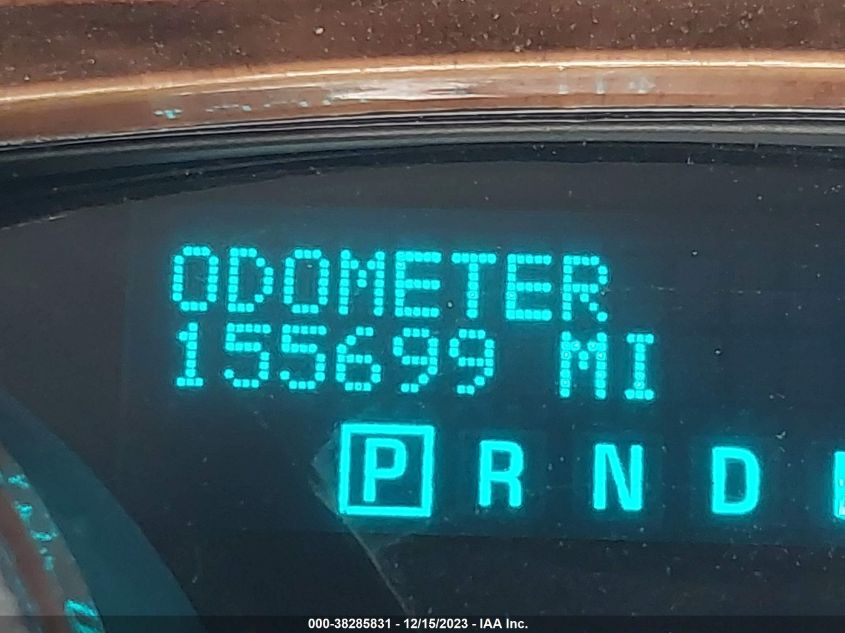 ODOMETER
155699 MI
P R N D
000-38285831 - 12/15/2023 - IAA Inc.